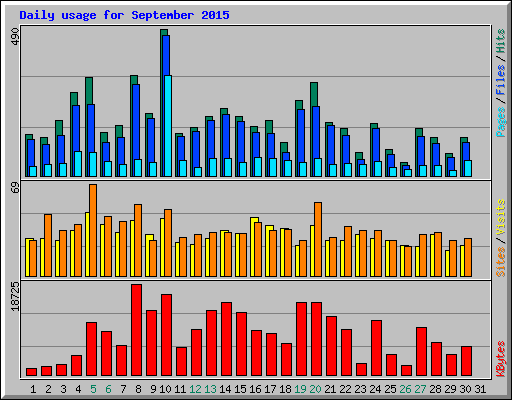 Daily usage for September 2015
490
Pages / Files / Hits
69
Sites / Visits
18725
KBytes
1 2 3 4 5 6 7 8 9 10 11 12 13 14 15 16 17 18 19 20 21 22 23 24 25 26 27 28 29 30 31